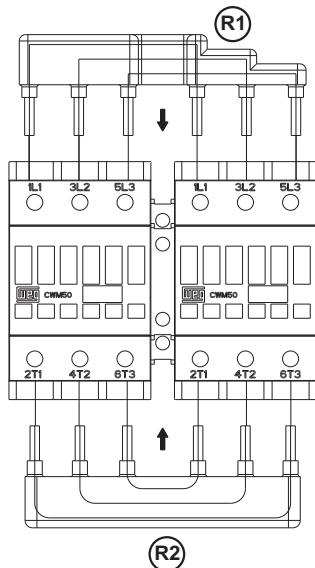 R1
1L1 3L2 5L3 1L1 3L2 5L3
WEG CWM50 WEG CWM50
2T1 4T2 6T3 2T1 4T2 6T3
R2